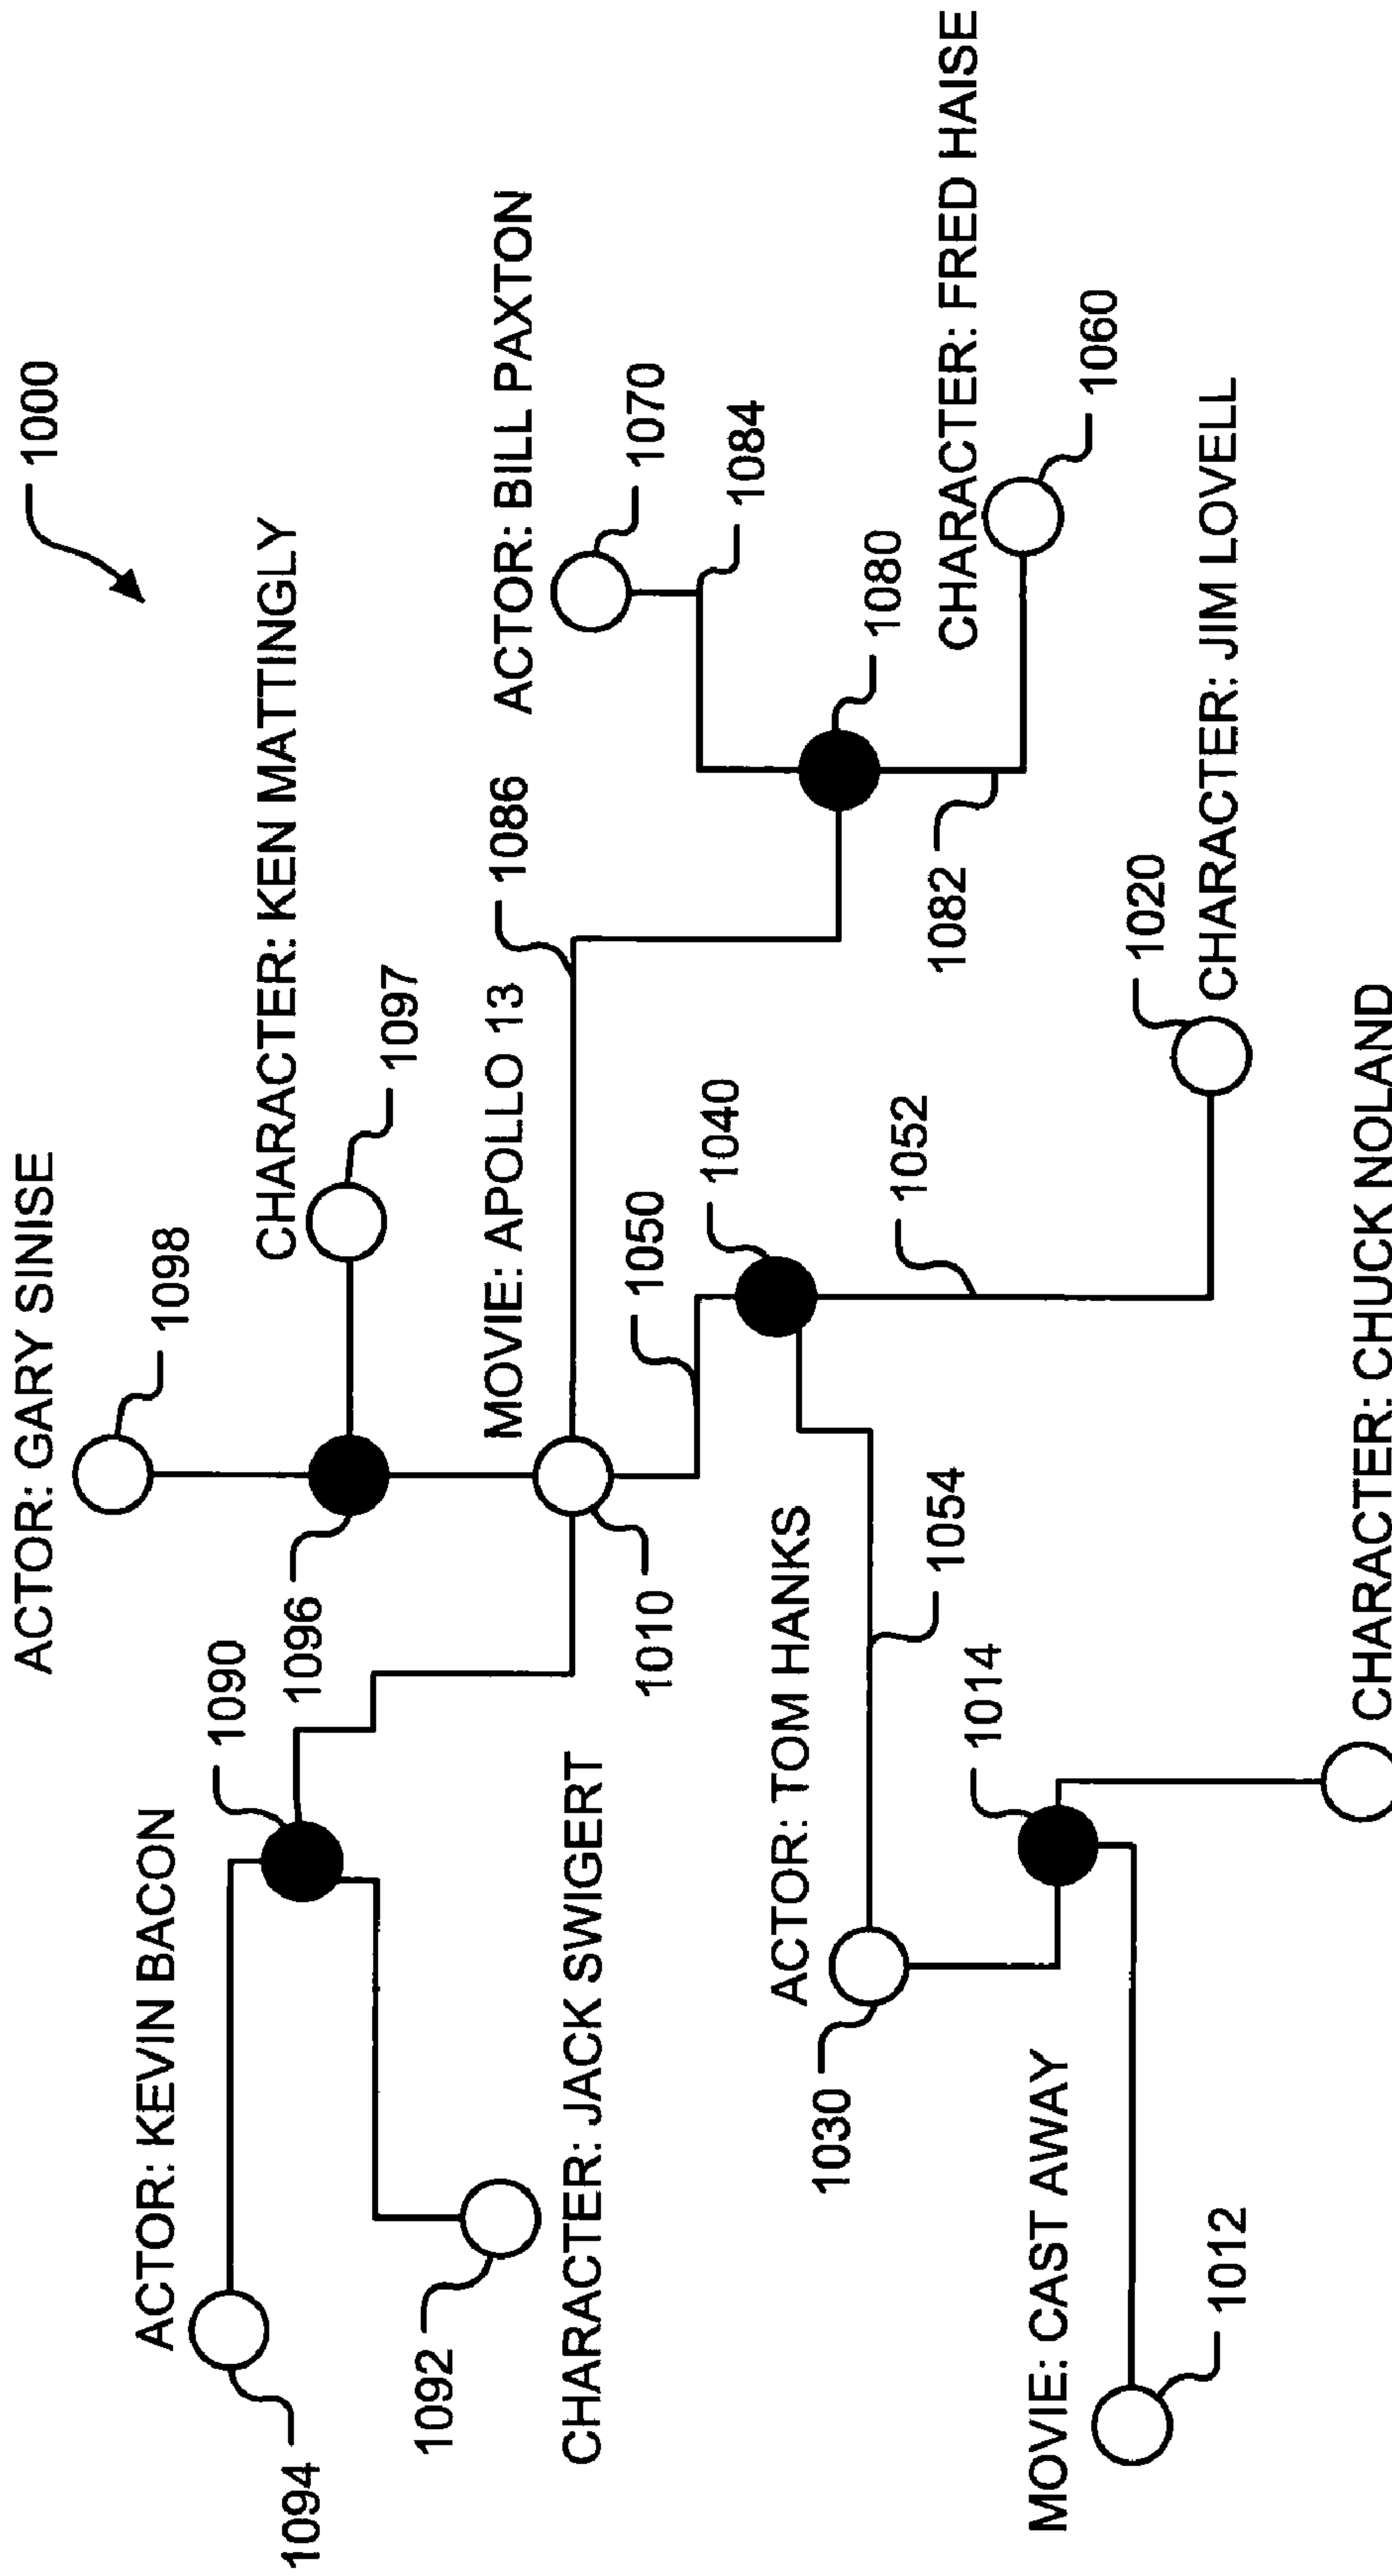 1000
ACTOR: GARY SINISE
1098
CHARACTER: KEN MATTINGLY
1097
ACTOR: KEVIN BACON
1090
1096
1094
1092
CHARACTER: JACK SWIGERT
MOVIE: APOLLO 13
1010
1086
ACTOR: BILL PAXTON
1070
1084
1080
1082
CHARACTER: FRED HAISE
1060
1050
1040
1052
1020
CHARACTER: JIM LOVELL
ACTOR: TOM HANKS
1054
1030
1014
MOVIE: CAST AWAY
1012
CHARACTER: CHUCK NOLAND